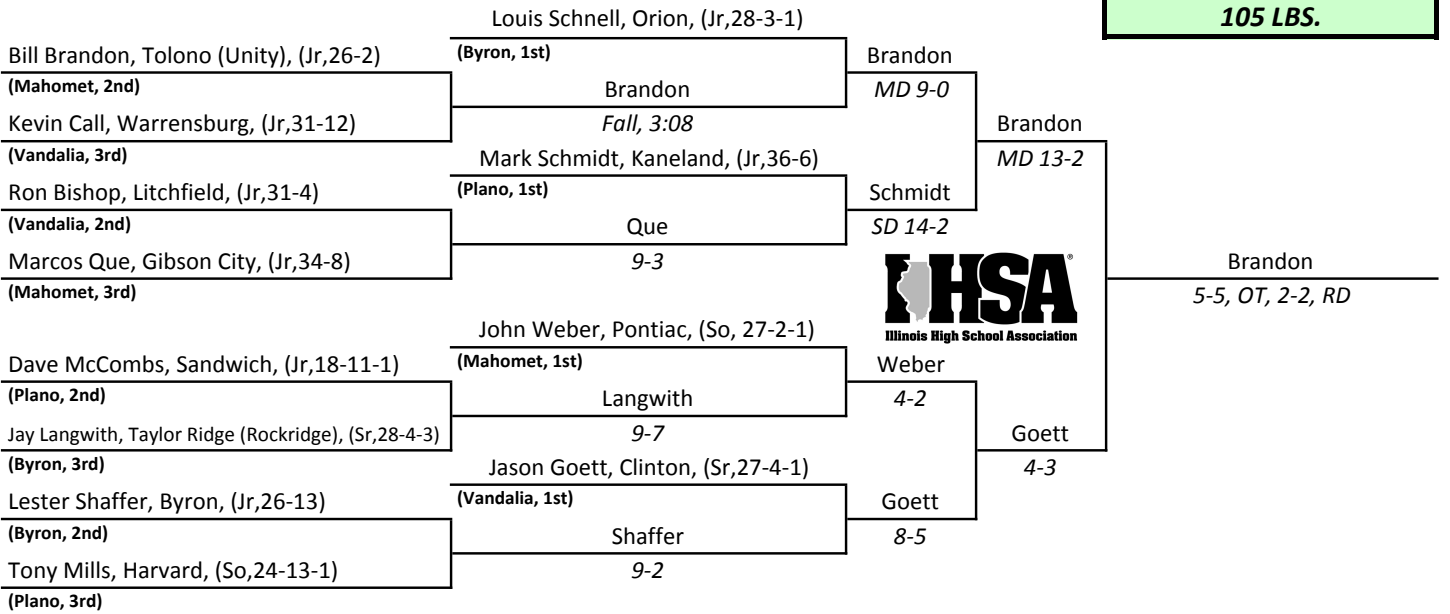 105 LBS.
Louis Schnell, Orion, (Jr,28-3-1)
Bill Brandon, Tolono (Unity), (Jr,26-2)
(Byron, 1st)
Brandon
(Mahomet, 2nd)
Brandon
MD 9-0
Kevin Call, Warrensburg, (Jr,31-12)
Fall, 3:08
Brandon
(Vandalia, 3rd)
Mark Schmidt, Kaneland, (Jr,36-6)
MD 13-2
Ron Bishop, Litchfield, (Jr,31-4)
(Plano, 1st)
Schmidt
(Vandalia, 2nd)
Que
SD 14-2
Marcos Que, Gibson City, (Jr,34-8)
9-3
Brandon
(Mahomet, 3rd)
5-5, OT, 2-2, RD
IHSA®
Illinois High School Association
John Weber, Pontiac, (So, 27-2-1)
Dave McCombs, Sandwich, (Jr,18-11-1)
(Mahomet, 1st)
Weber
(Plano, 2nd)
Langwith
4-2
Jay Langwith, Taylor Ridge (Rockridge), (Sr,28-4-3)
9-7
Goett
(Byron, 3rd)
Jason Goett, Clinton, (Sr,27-4-1)
4-3
Lester Shaffer, Byron, (Jr,26-13)
(Vandalia, 1st)
Goett
(Byron, 2nd)
Shaffer
8-5
Tony Mills, Harvard, (So,24-13-1)
9-2
(Plano, 3rd)